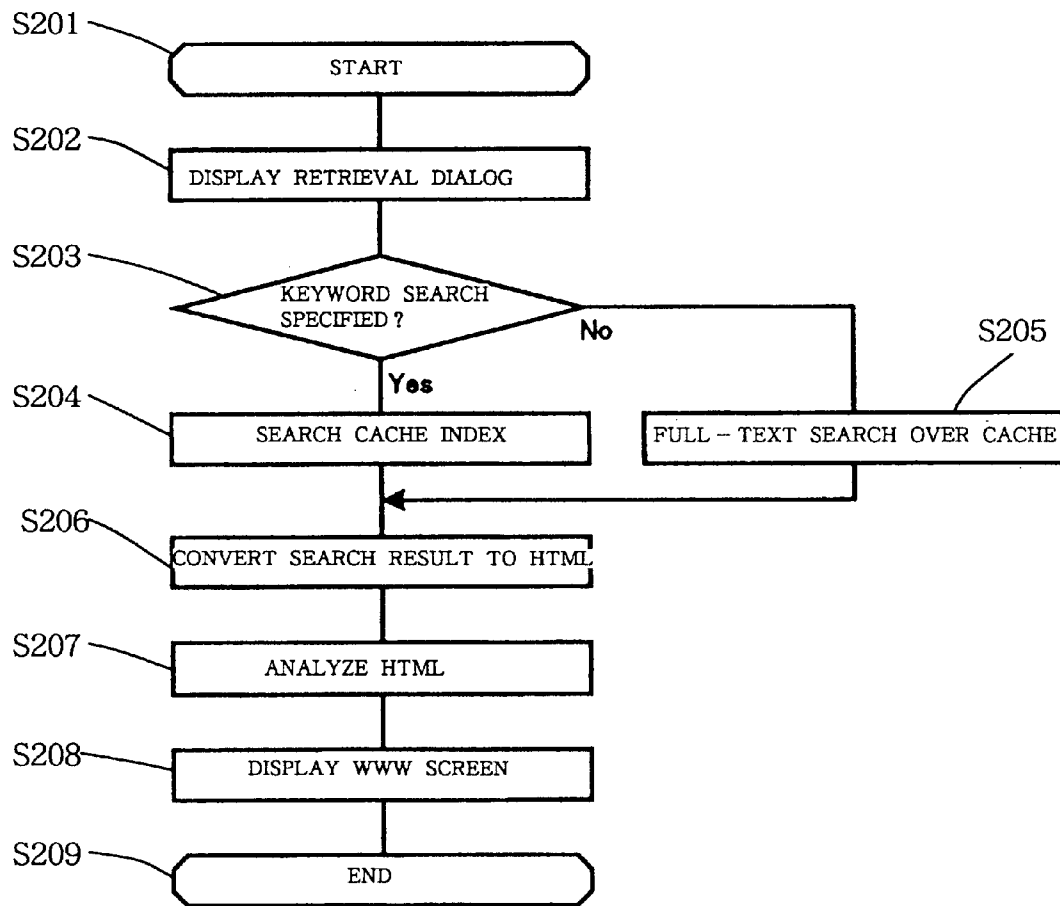 S201
START
S202
DISPLAY RETRIEVAL DIALOG
S203
KEYWORD SEARCH
SPECIFIED?
No
Yes
S204
SEARCH CACHE INDEX
S205
FULL-TEXT SEARCH OVER CACHE
S206
CONVERT SEARCH RESULT TO HTML
S207
ANALYZE HTML
S208
DISPLAY WWW SCREEN
S209
END